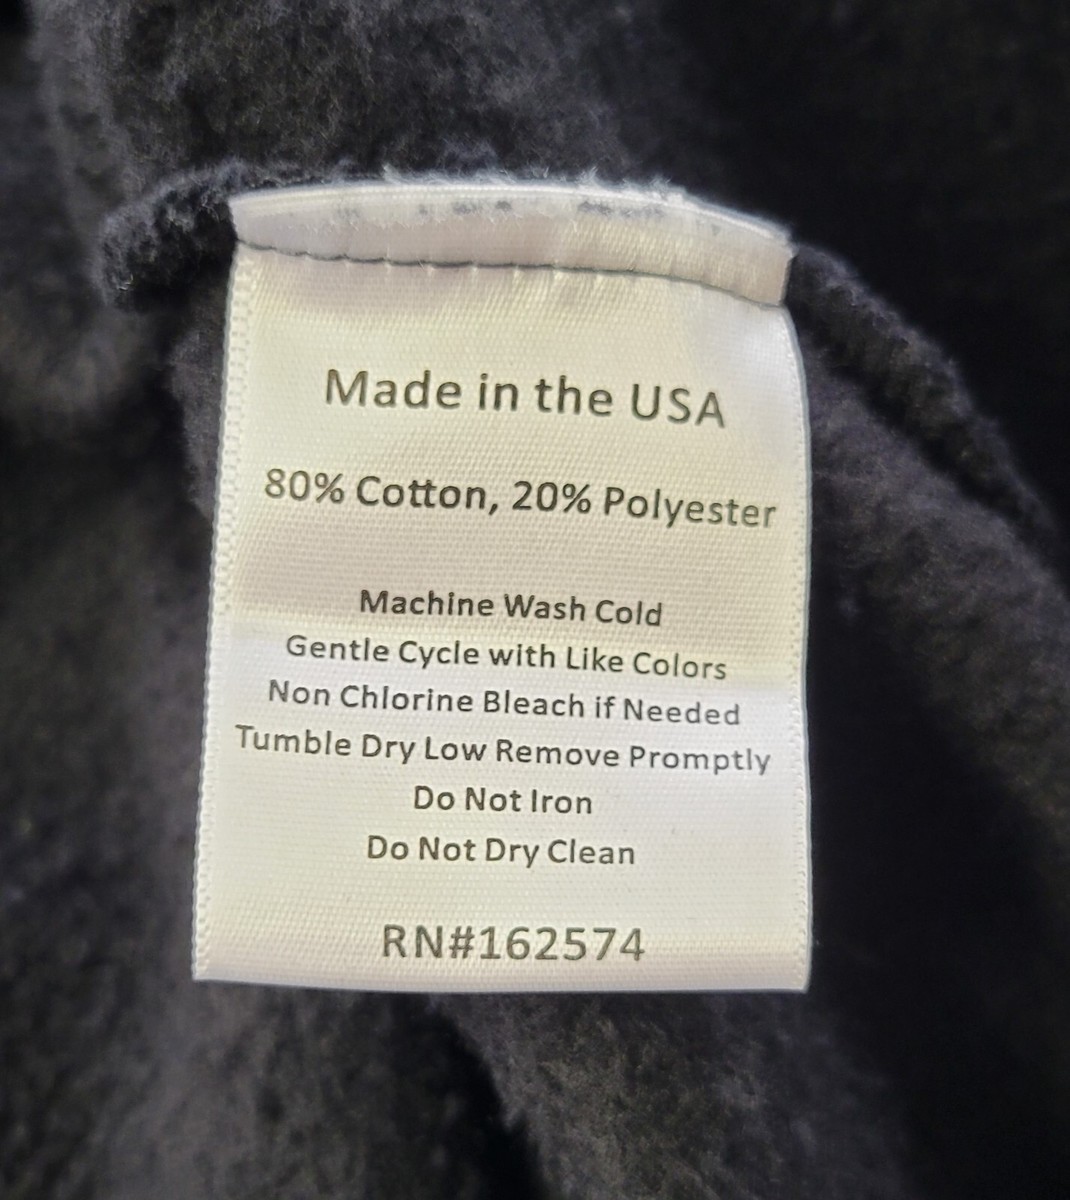 Made in the USA
80% Cotton, 20% Polyester
Machine Wash Cold
Gentle Cycle with Like Colors
Non Chlorine Bleach if Needed
Tumble Dry Low Remove Promptly
Do Not Iron
Do Not Dry Clean
RN#162574